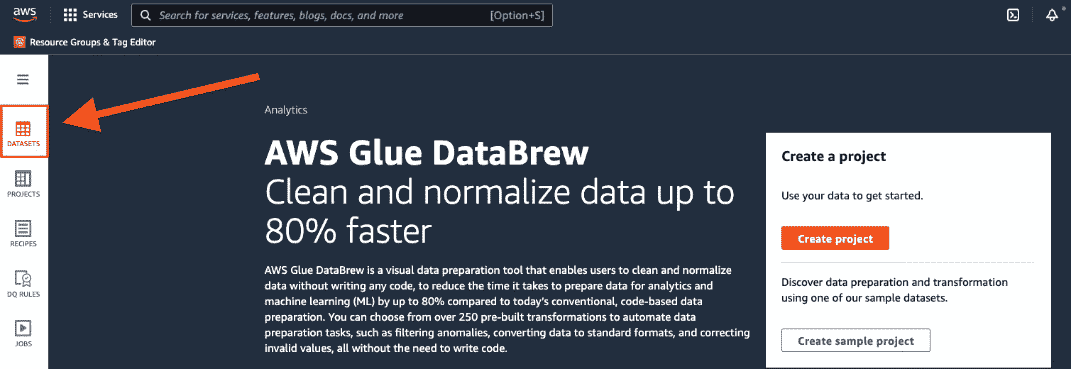 aws
Services
Search for services, features, blogs, docs, and more
[Option+S]
Resource Groups & Tag Editor
DATASETS
PROJECTS
RECIPES
DQ RULES
JOBS
Analytics
AWS Glue DataBrew
Clean and normalize data up to
80% faster
AWS Glue DataBrew is a visual data preparation tool that enables users to clean and normalize
data without writing any code, to reduce the time it takes to prepare data for analytics and
machine learning (ML) by up to 80% compared to today's conventional, code-based data
preparation. You can choose from over 250 pre-built transformations to automate data
preparation tasks, such as filtering anomalies, converting data to standard formats, and correcting
invalid values, all without the need to write code.
Create a project
Use your data to get started.
Create project
Discover data preparation and transformation
using one of our sample datasets.
Create sample project